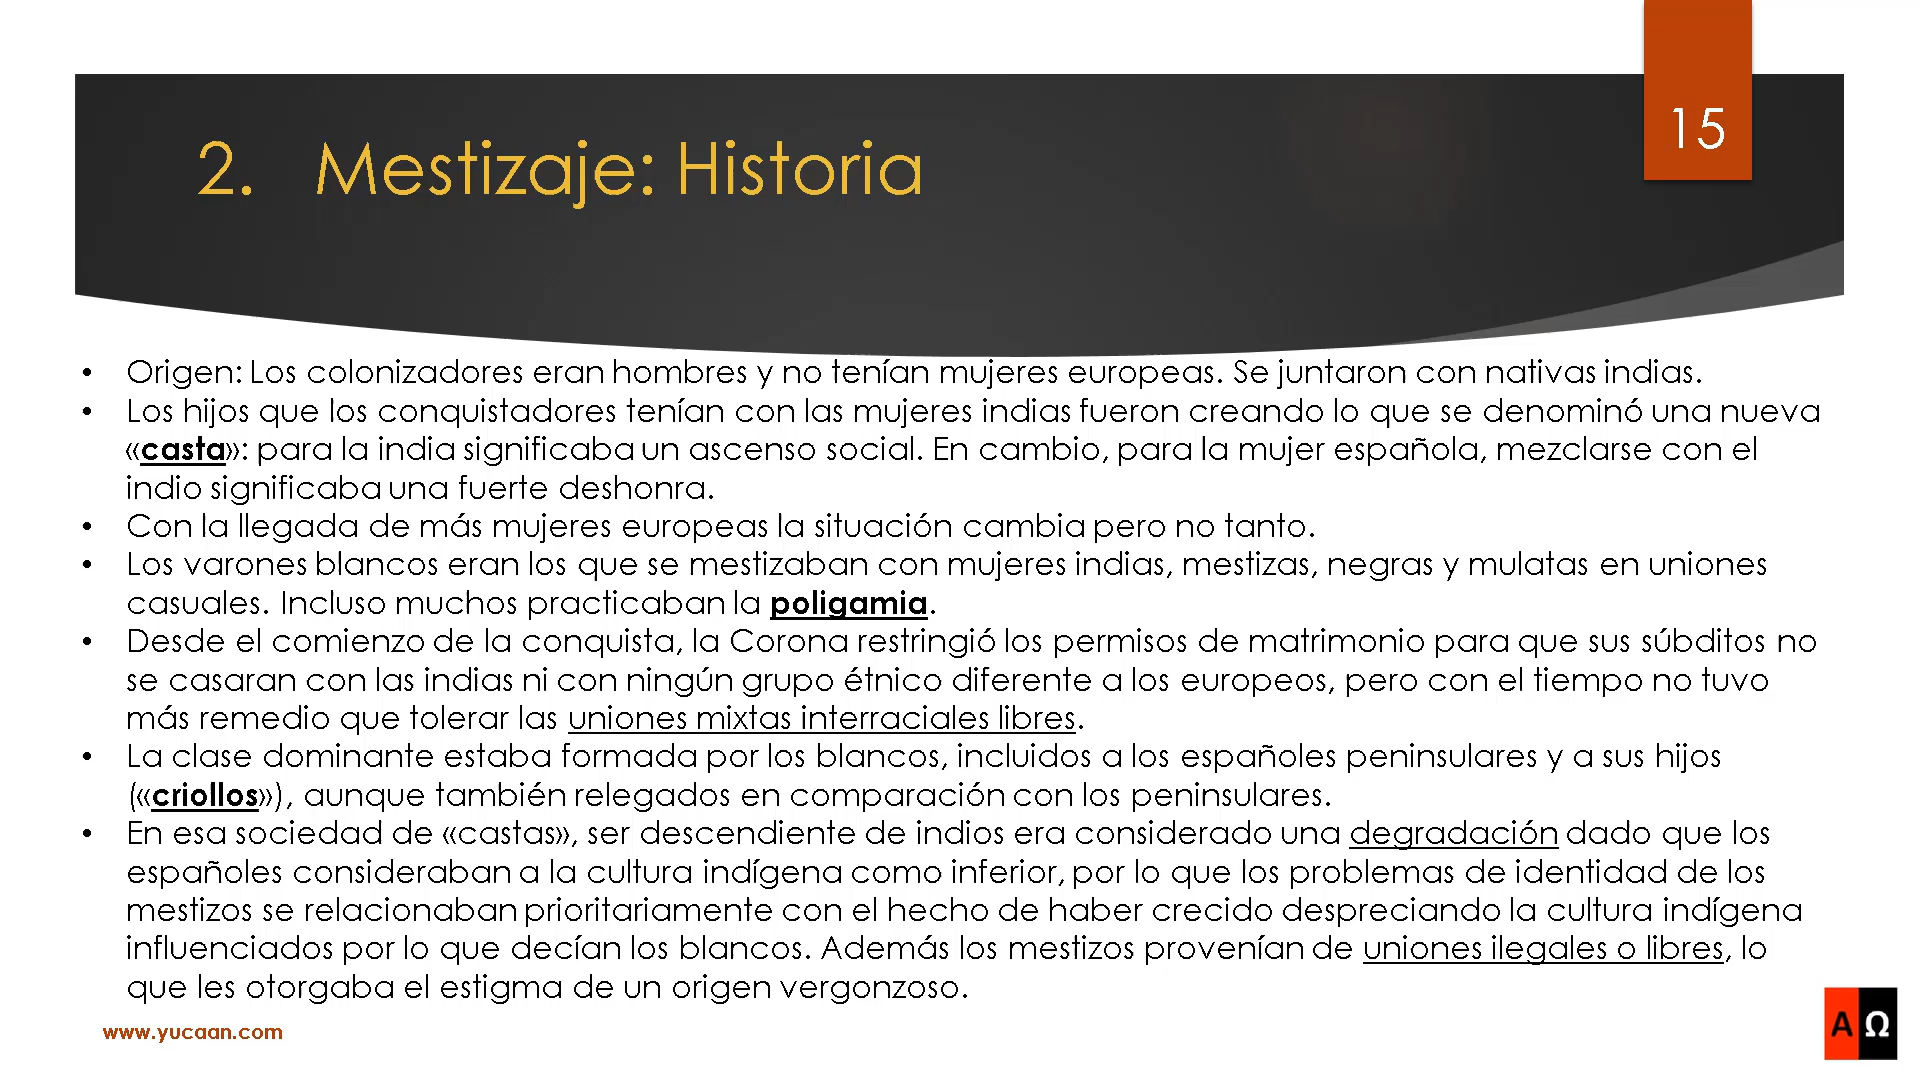 15
2. Mestizaje: Historia
• Origen: Los colonizadores eran hombres y no tenían mujeres europeas. Se juntaron con nativas indias.
• Los hijos que los conquistadores tenían con las mujeres indias fueron creando lo que se denominó una nueva
«casta»: para la india significaba un ascenso social. En cambio, para la mujer española, mezclarse con el
indio significaba una fuerte deshonra.
• Con la llegada de más mujeres europeas la situación cambia pero no tanto.
• Los varones blancos eran los que se mestizaban con mujeres indias, mestizas, negras y mulatas en uniones
casuales. Incluso muchos practicaban la poligamia.
• Desde el comienzo de la conquista, la Corona restringió los permisos de matrimonio para que sus súbditos no
se casaran con las indias ni con ningún grupo étnico diferente a los europeos, pero con el tiempo no tuvo
más remedio que tolerar las uniones mixtas interraciales libres.
• La clase dominante estaba formada por los blancos, incluidos a los españoles peninsulares y a sus hijos
(«criollos»), aunque también relegados en comparación con los peninsulares.
• En esa sociedad de «castas», ser descendiente de indios era considerado una degradación dado que los
españoles consideraban a la cultura indígena como inferior, por lo que los problemas de identidad de los
mestizos se relacionaban prioritariamente con el hecho de haber crecido despreciando la cultura indígena
influenciados por lo que decían los blancos. Además los mestizos provenían de uniones ilegales o libres, lo
que les otorgaba el estigma de un origen vergonzoso.
www.yucaan.com
A Ω